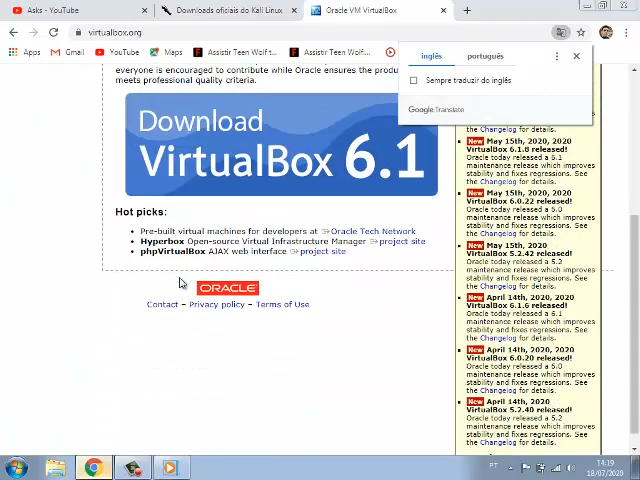 Asks - YouTube
Downloads oficiais do Kali Linux
Oracle VM VirtualBox
virtualbox.org
Apps
Gmail
YouTube
Maps
Assistir Teen Wolf t...
Assistir Teen Wolf t...
inglês português
Sempre traduzir do inglês
Google Translate
everyone is encouraged to contribute while Oracle ensures the produ
meets professional quality criteria.
Download
VirtualBox 6.1
Hot picks:
Pre-built virtual machines for developers at Oracle Tech Network
Hyperbox Open-source Virtual Infrastructure Manager project site
phpVirtualBox AJAX web interface project site
ORACLE
Contact – Privacy policy – Terms of Use
the Changelog for details.
New May 15th, 2020, 2020
VirtualBox 6.1.8 released!
Oracle today released a 6.1
maintenance release which improves
stability and fixes regressions. See
the Changelog for details.
New May 15th, 2020, 2020
VirtualBox 6.0.22 released!
Oracle today released a 6.0
maintenance release which improves
stability and fixes regressions. See
the Changelog for details.
New May 15th, 2020
VirtualBox 5.2.42 released!
Oracle today released a 5.2
maintenance release which improves
stability and fixes regressions. See
the Changelog for details.
New April 14th, 2020, 2020
VirtualBox 6.1.6 released!
Oracle today released a 6.1
maintenance release which improves
stability and fixes regressions. See
the Changelog for details.
New April 14th, 2020, 2020
VirtualBox 6.0.20 released!
Oracle today released a 6.0
maintenance release which improves
stability and fixes regressions. See
the Changelog for details.
New April 14th, 2020
VirtualBox 5.2.40 released!
Oracle today released a 5.2
maintenance release which improves
stability and fixes regressions. See
the Changelog for details.
PT
14:19
18/07/2020